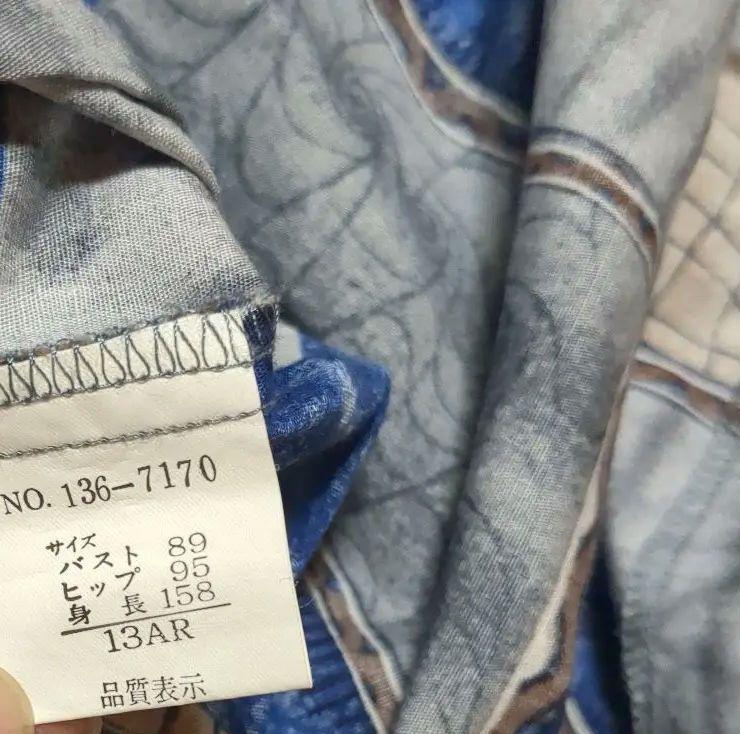 NO. 136-7170
サイズ
バスト 89
ヒップ 95
身 長 158
13AR
品質表示